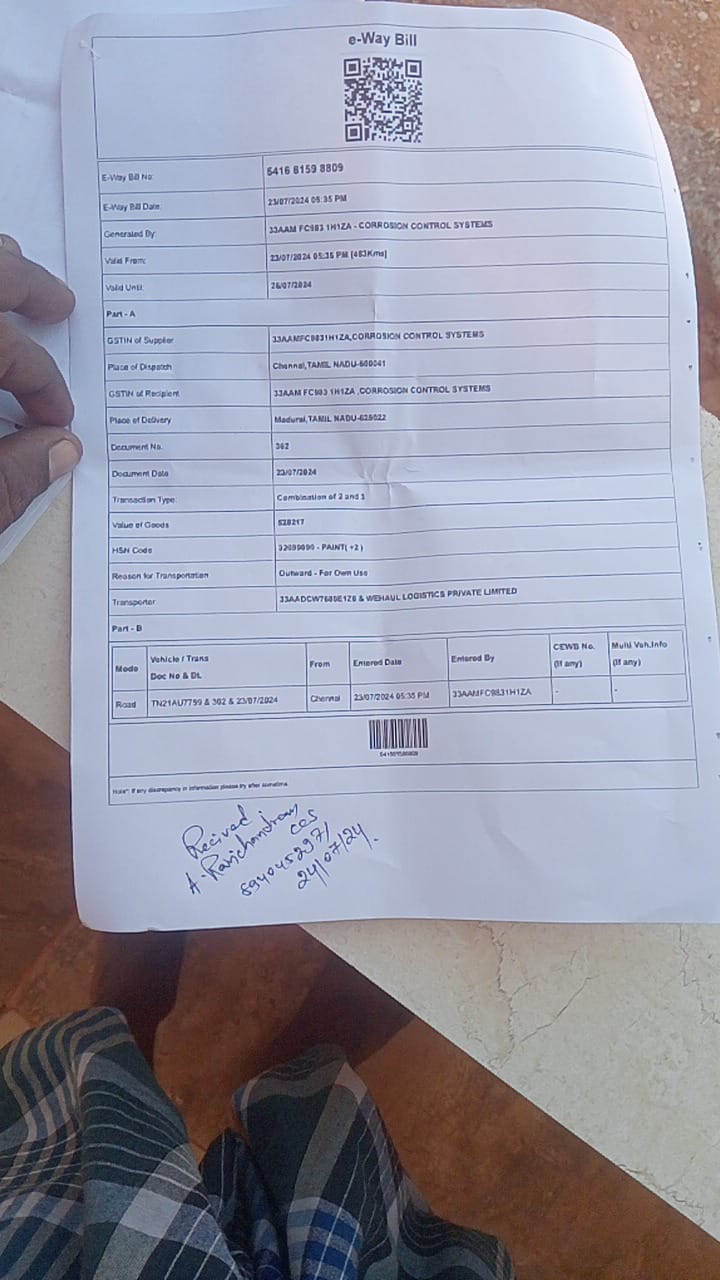 e-Way Bill
E-Way Bill No: 5416 8159 8809
E-Way Bill Date: 23/07/2024 05:35 PM
Generated By: 33AAM FC983 1H1ZA - CORROSION CONTROL SYSTEMS
Valid From: 23/07/2024 05:35 PM [463Kms]
Valid Until: 26/07/2024
Part - A
GSTIN of Supplier 33AAMFC9831H1ZA,CORROSION CONTROL SYSTEMS
Place of Dispatch Chennai,TAMIL NADU-600041
GSTIN of Recipient 33AAM FC983 1H1ZA ,CORROSION CONTROL SYSTEMS
Place of Delivery Madurai,TAMIL NADU-625022
Document No. 302
Document Date 23/07/2024
Transaction Type: Combination of 2 and 3
Value of Goods 528217
HSN Code - PAINT( +2 )
Reason for Transportation Outward - For Own Use
Transporter & WEHAUL LOGISTICS PRIVATE LIMITED
Part - B
Mode Vehicle / Trans Doc No & Dt. From Entered Date Entered By CEWB No. (If any) Multi Veh.Info (If any)
Road TN21AU7799 & 302 & 23/07/2024 Chennai 23/07/2024 05:35 PM 33AAMFC9831H1ZA - -
Note*: If any discrepancy in information please try after sometime.
Recived
A. Ravichandran
ccs
24/07/24.